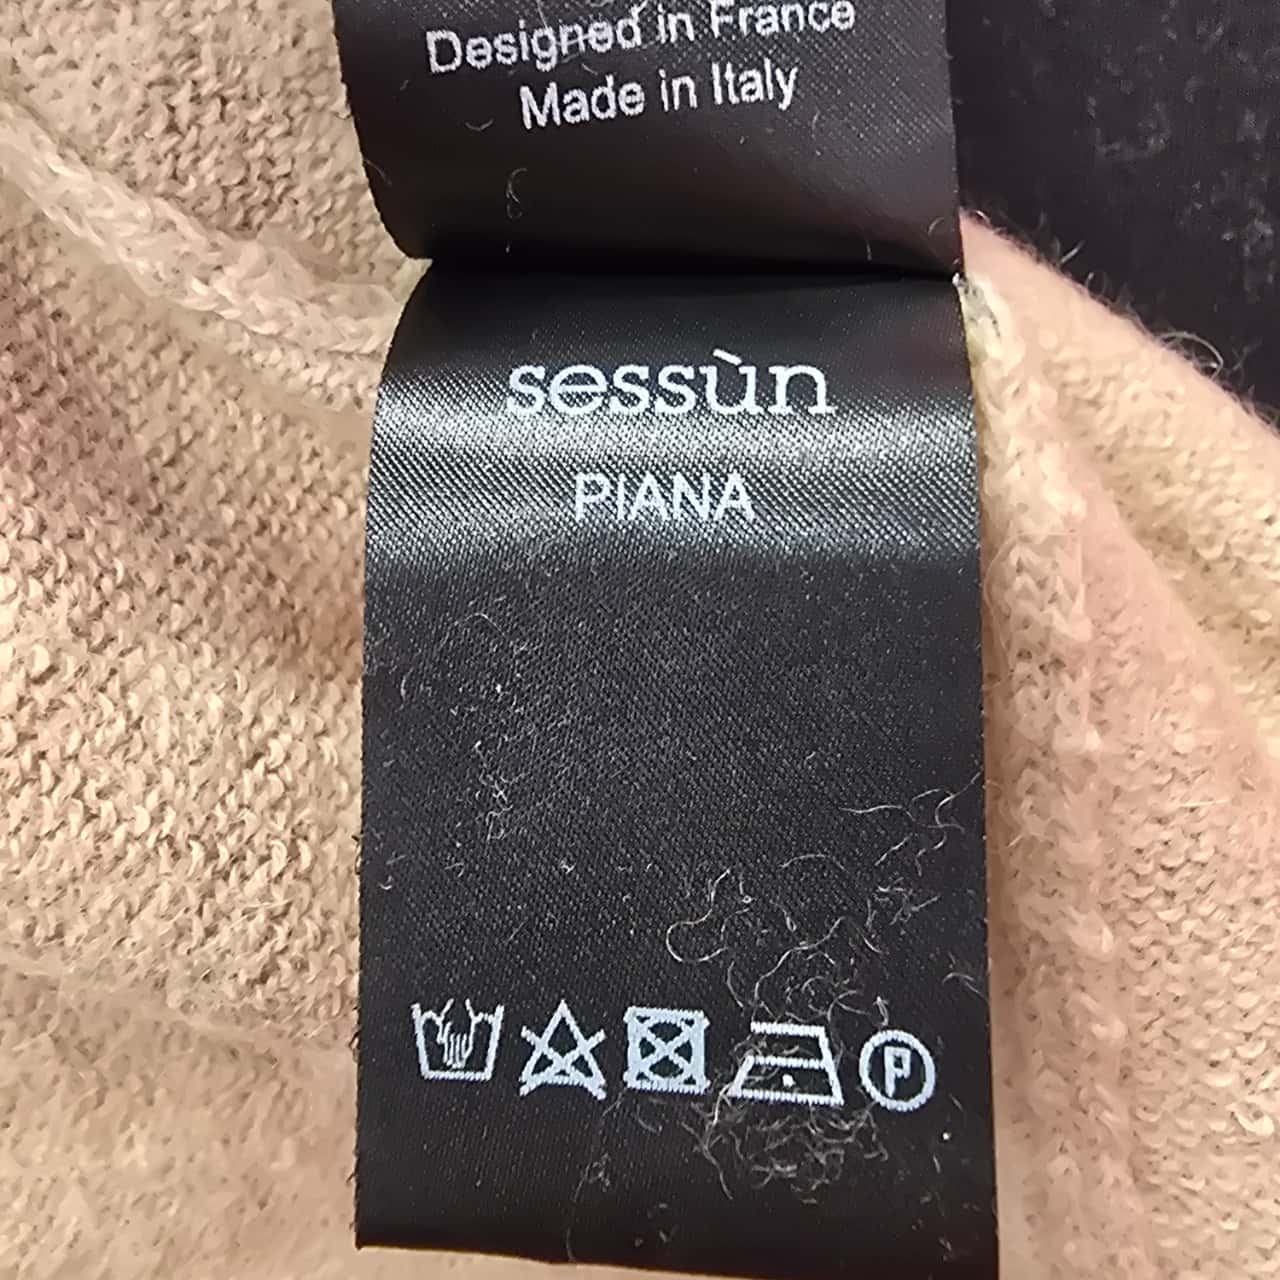 Designed in France
Made in Italy
sessùn
PIANA
P